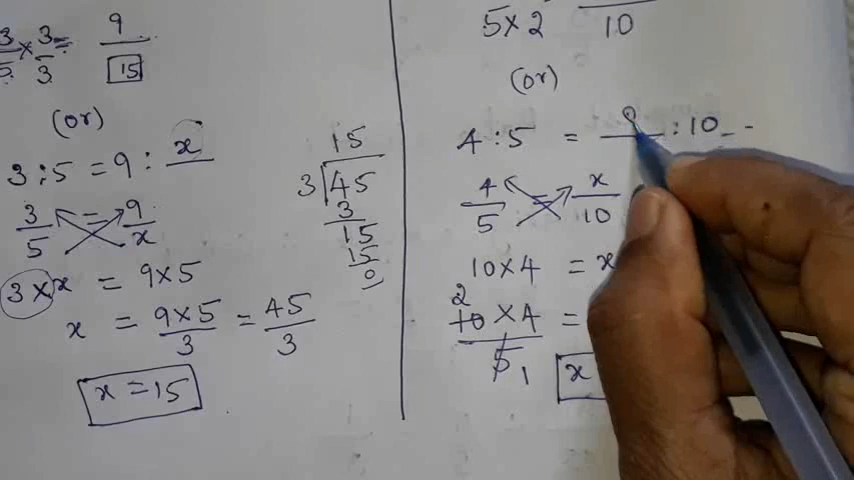 3/5 × 3/3 = 9/15
(or)
3 : 5 = 9 : x
3/5 = 9/x
3 × x = 9×5
x = 9×5/3 = 45/3
x = 15
15
3 45
3
15
15
0
5×2 10
(or)
4 : 5 = 8 : 10
4/5 = x/10
10×4 = x
2
10 ×4 =
5 1
x